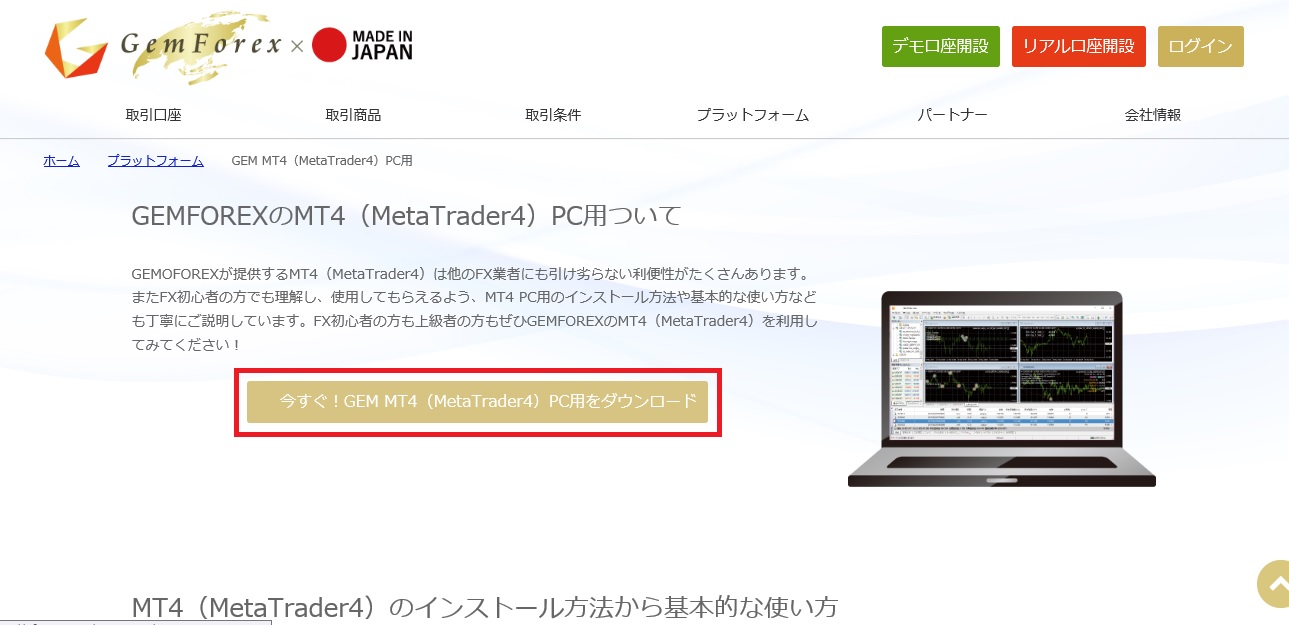 GemForex × MADE IN
JAPAN
デモ口座開設 リアル口座開設 ログイン
取引口座 取引商品 取引条件 プラットフォーム パートナー 会社情報
ホーム プラットフォーム GEM MT4（MetaTrader4）PC用
GEMFOREXのMT4（MetaTrader4）PC用ついて
GEMOFOREXが提供するMT4（MetaTrader4）は他のFX業者にも引け劣らない利便性がたくさんあります。
またFX初心者の方でも理解し、使用してもらえるよう、MT4 PC用のインストール方法や基本的な使い方など
も丁寧にご説明しています。FX初心者の方も上級者の方もぜひGEMFOREXのMT4（MetaTrader4）を利用し
てみてください！
今すぐ！GEM MT4（MetaTrader4）PC用をダウンロード
MT4（MetaTrader4）のインストール方法から基本的な使い方